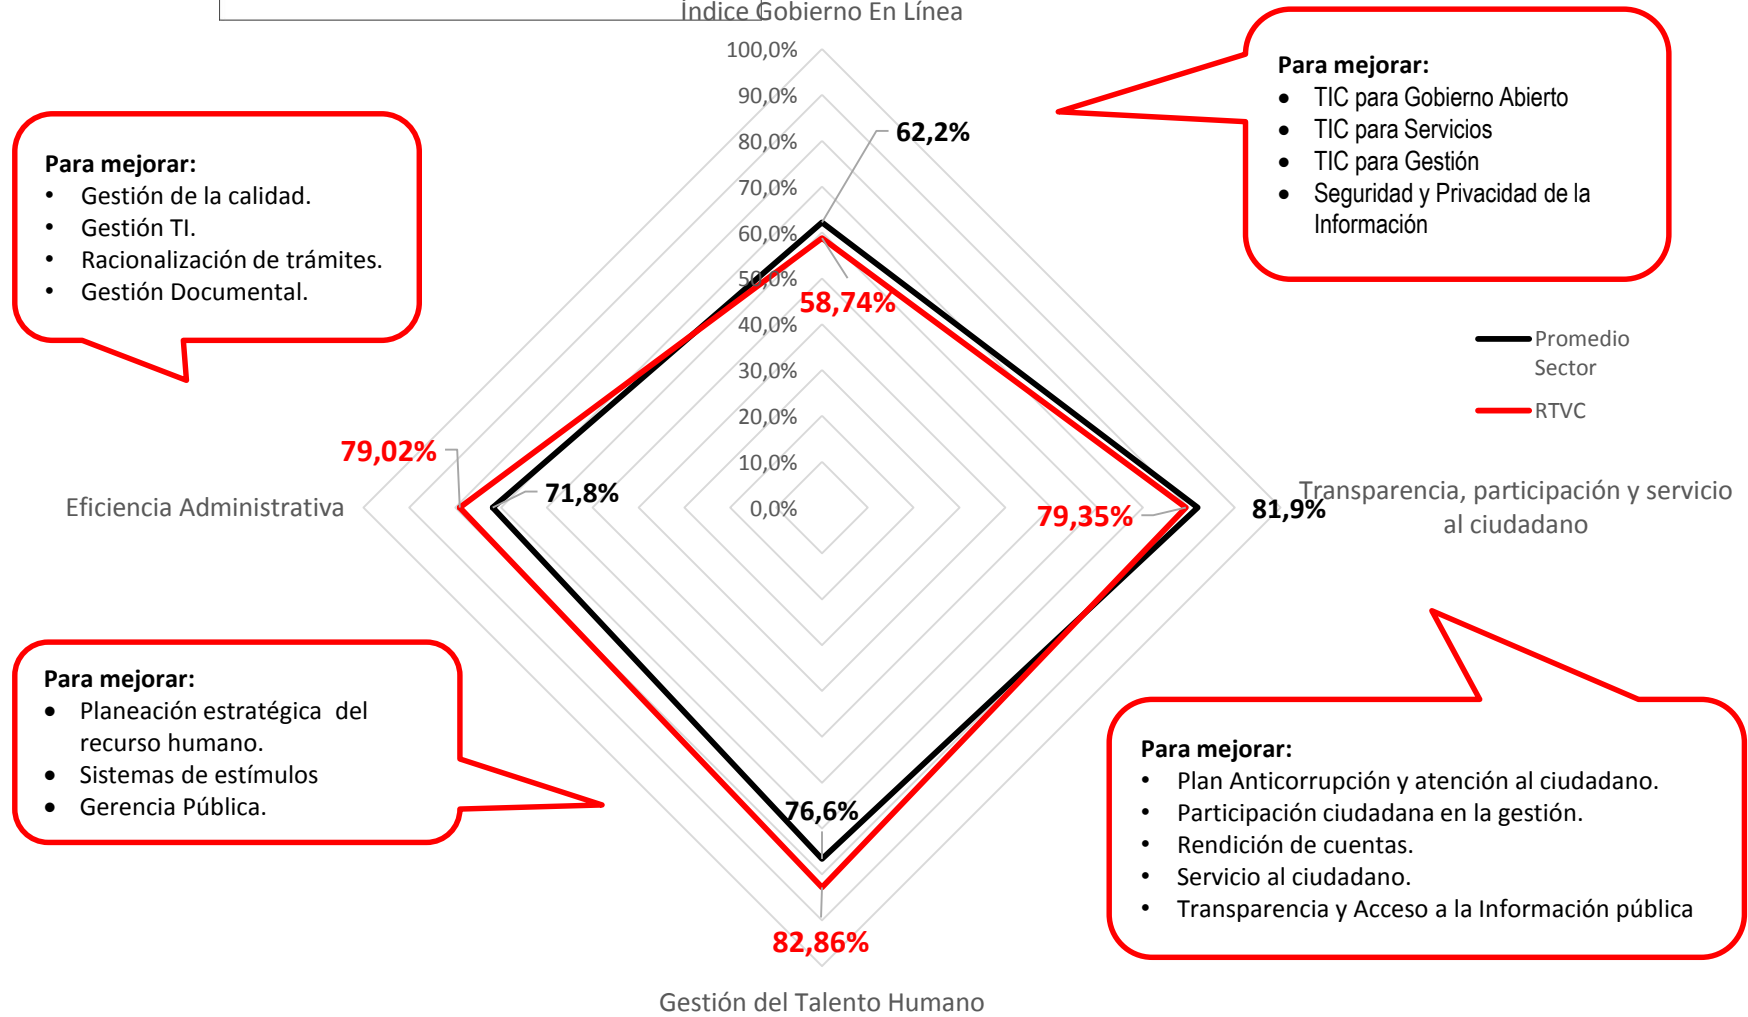 Índice Gobierno En Línea
100,0%
90,0%
80,0%
70,0%
60,0%
50,0%
40,0%
30,0%
20,0%
10,0%
0,0%
62,2%
58,74%
Para mejorar:
• TIC para Gobierno Abierto
• TIC para Servicios
• TIC para Gestión
• Seguridad y Privacidad de la
Información
Para mejorar:
• Gestión de la calidad.
• Gestión TI.
• Racionalización de trámites.
• Gestión Documental.
Promedio
Sector
RTVC
79,02%
71,8%
Eficiencia Administrativa
79,35%
81,9%
Transparencia, participación y servicio
al ciudadano
Para mejorar:
• Planeación estratégica  del
recurso humano.
• Sistemas de estímulos
• Gerencia Pública.
Para mejorar:
• Plan Anticorrupción y atención al ciudadano.
• Participación ciudadana en la gestión.
• Rendición de cuentas.
• Servicio al ciudadano.
• Transparencia y Acceso a la Información pública
76,6%
82,86%
Gestión del Talento Humano